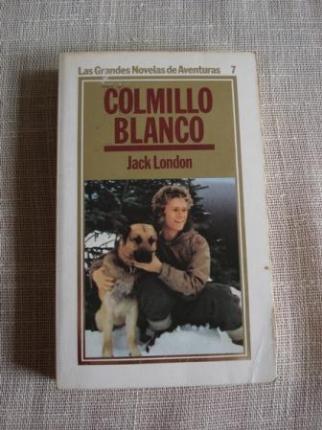 Las Grandes Novelas de Aventuras 7
COLMILLO
BLANCO
Jack London